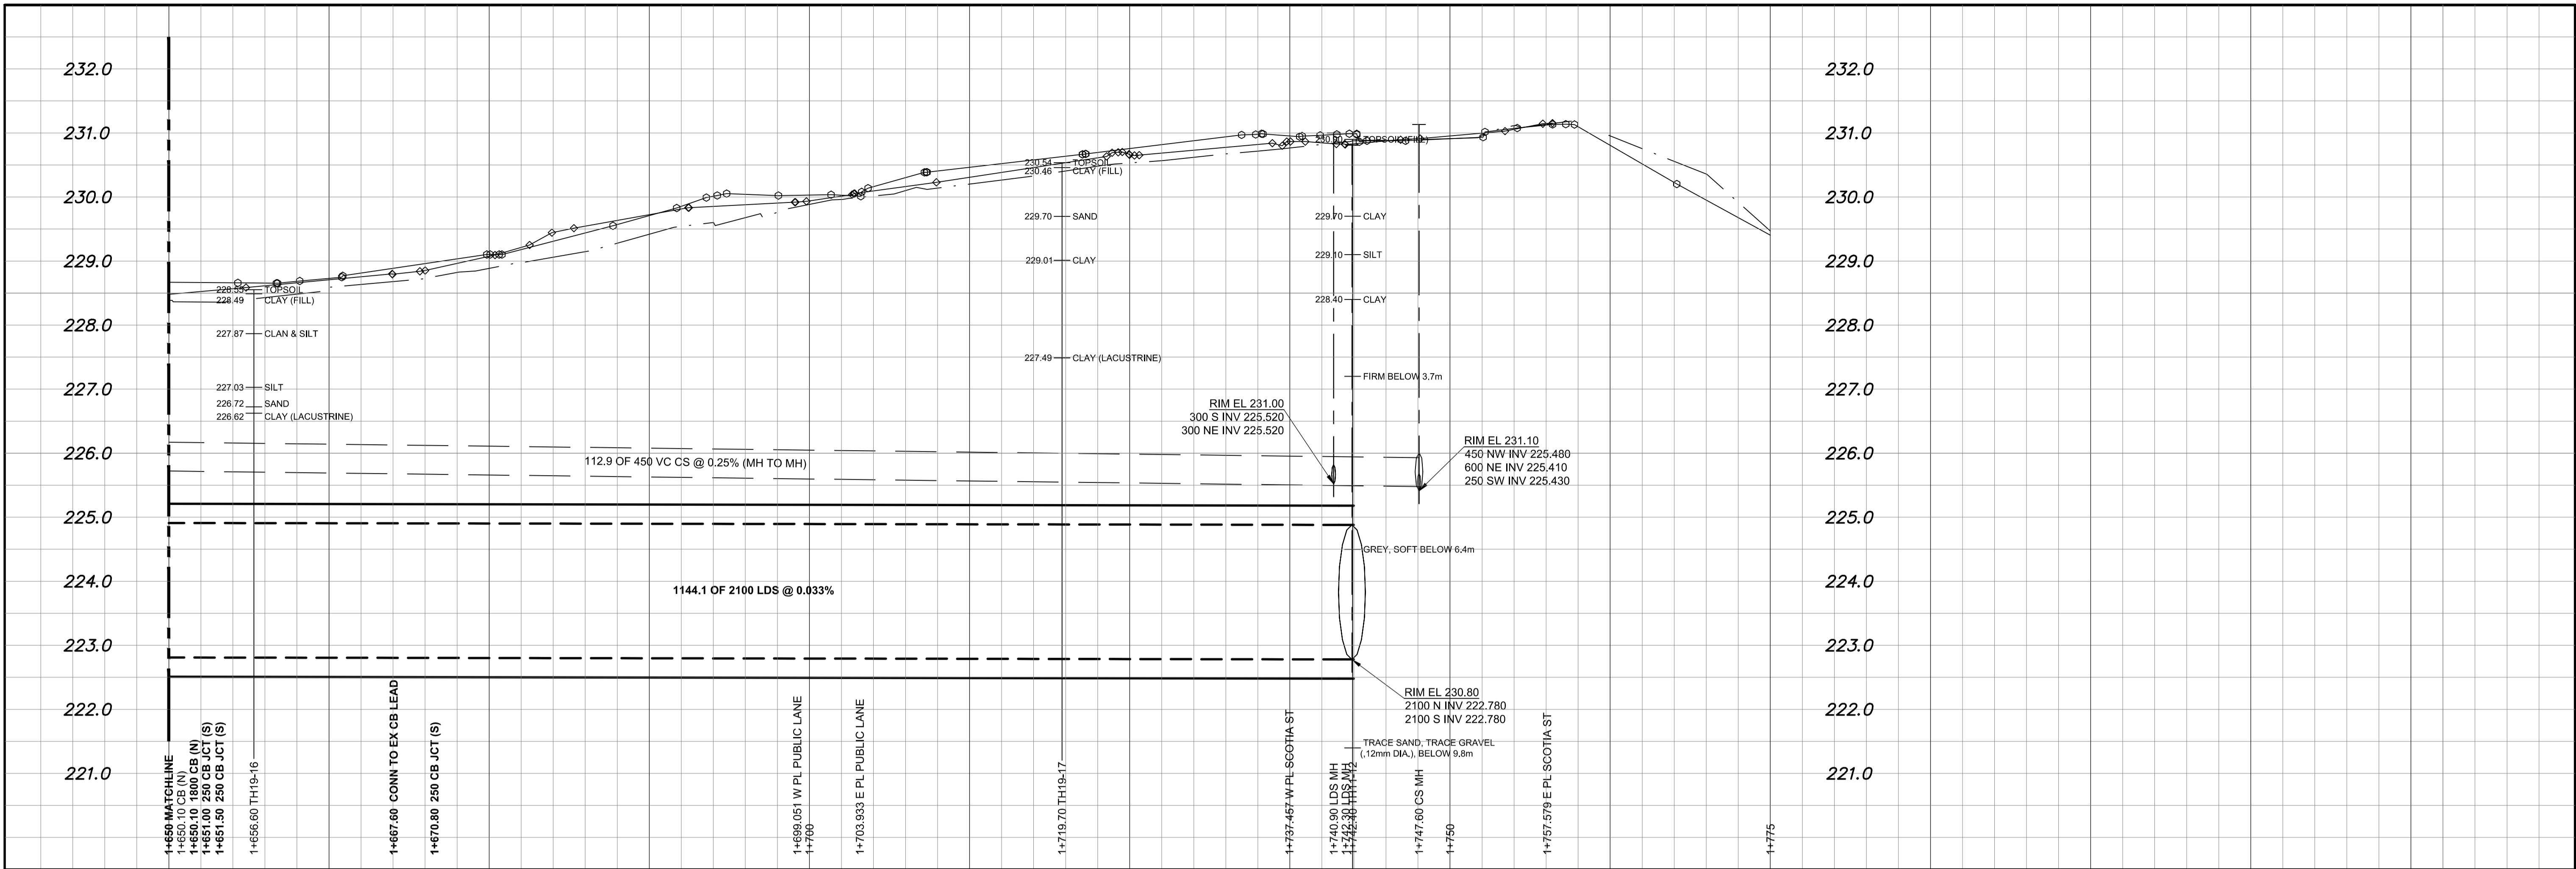 232.0
231.0
230.0
229.0
228.0
227.0
226.0
225.0
224.0
223.0
222.0
221.0
228.55 TOPSOIL
228.49 CLAY (FILL)
227.87 CLAN & SILT
227.03 SILT
226.72 SAND
226.62 CLAY (LACUSTRINE)
112.9 OF 450 VC CS @ 0.25% (MH TO MH)
1144.1 OF 2100 LDS @ 0.033%
230.54 TOPSOIL
230.46 CLAY (FILL)
229.70 SAND
229.01 CLAY
227.49 CLAY (LACUSTRINE)
TOPSOIL (FILL)
229.70 CLAY
229.10 SILT
228.40 CLAY
FIRM BELOW 3.7m
RIM EL 231.00
300 S INV 225.520
300 NE INV 225.520
RIM EL 231.10
450 NW INV 225.480
600 NE INV 225.410
250 SW INV 225.430
GREY, SOFT BELOW 6.4m
RIM EL 230.80
2100 N INV 222.780
2100 S INV 222.780
TRACE SAND, TRACE GRAVEL
(,12mm DIA.), BELOW 9.8m
1+650 MATCHLINE
1+650.10 CB (N)
1+650.10 1800 CB (N)
1+651.00 250 CB JCT (S)
1+651.50 250 CB JCT (S)
1+656.60 TH19-16
1+667.60 CONN TO EX CB LEAD
1+670.80 250 CB JCT (S)
1+699.051 W PL PUBLIC LANE
1+700
1+703.933 E PL PUBLIC LANE
1+719.70 TH19-17
1+737.457 W PL SCOTIA ST
1+740.90 LDS MH
1+742.30 LDS MH
1+742.40 TH11-12
1+747.60 CS MH
1+750
1+757.579 E PL SCOTIA ST
1+775
232.0
231.0
230.0
229.0
228.0
227.0
226.0
225.0
224.0
223.0
222.0
221.0